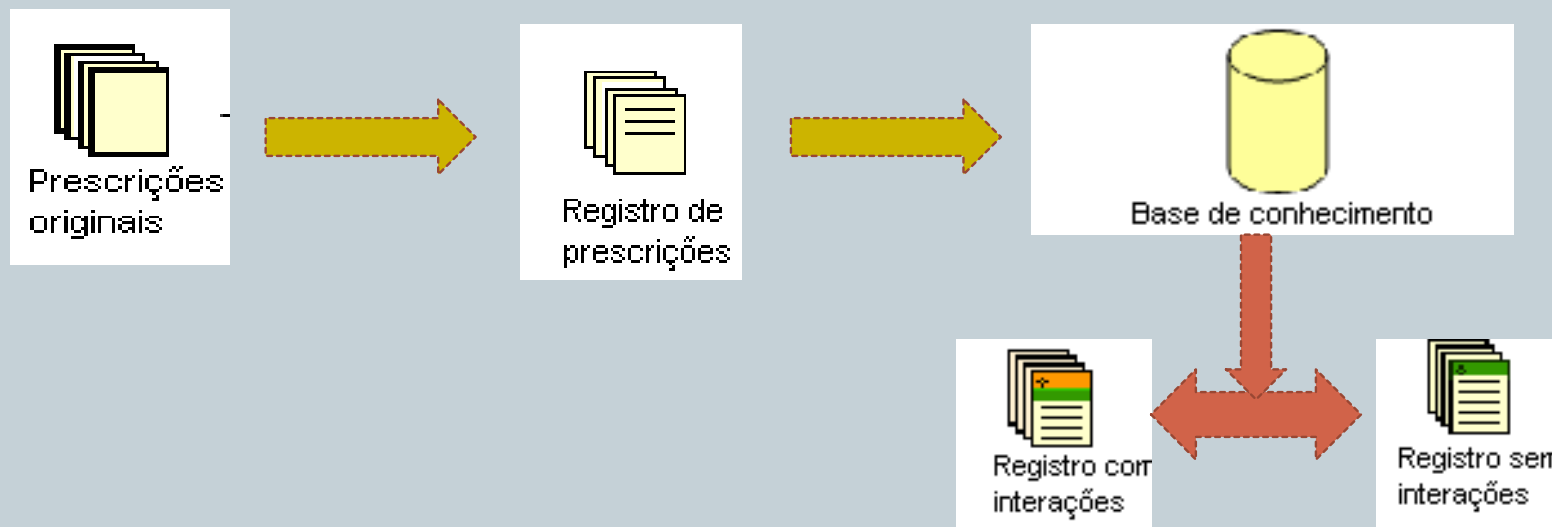 Prescrições
originais
Registro de
prescrições
Base de conhecimento
Registro com
interações
Registro sem
interações